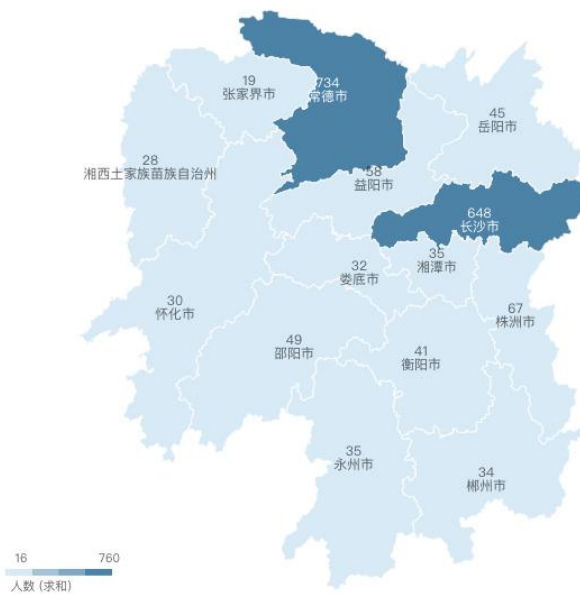 734
常德市
19
张家界市
45
岳阳市
28
湘西土家族苗族自治州
58
益阳市
648
长沙市
35
湘潭市
32
娄底市
30
怀化市
67
株洲市
49
邵阳市
41
衡阳市
35
永州市
34
郴州市
16 760
人数 (求和)